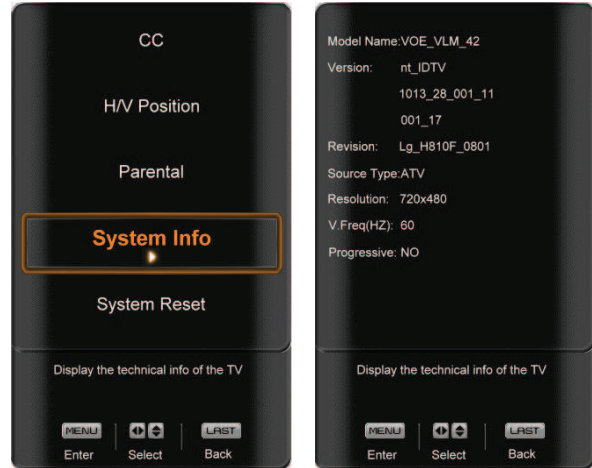 CC
H/V Position
Parental
System Info
System Reset
Display the technical info of the TV
MENU LAST
Enter Select Back
Model Name:VOE_VLM_42
Version: nt_IDTV
1013_28_001_11
001_17
Revision: Lg_H810F_0801
Source Type:ATV
Resolution: 720x480
V.Freq(HZ): 60
Progressive: NO
Display the technical info of the TV
MENU LAST
Enter Select Back